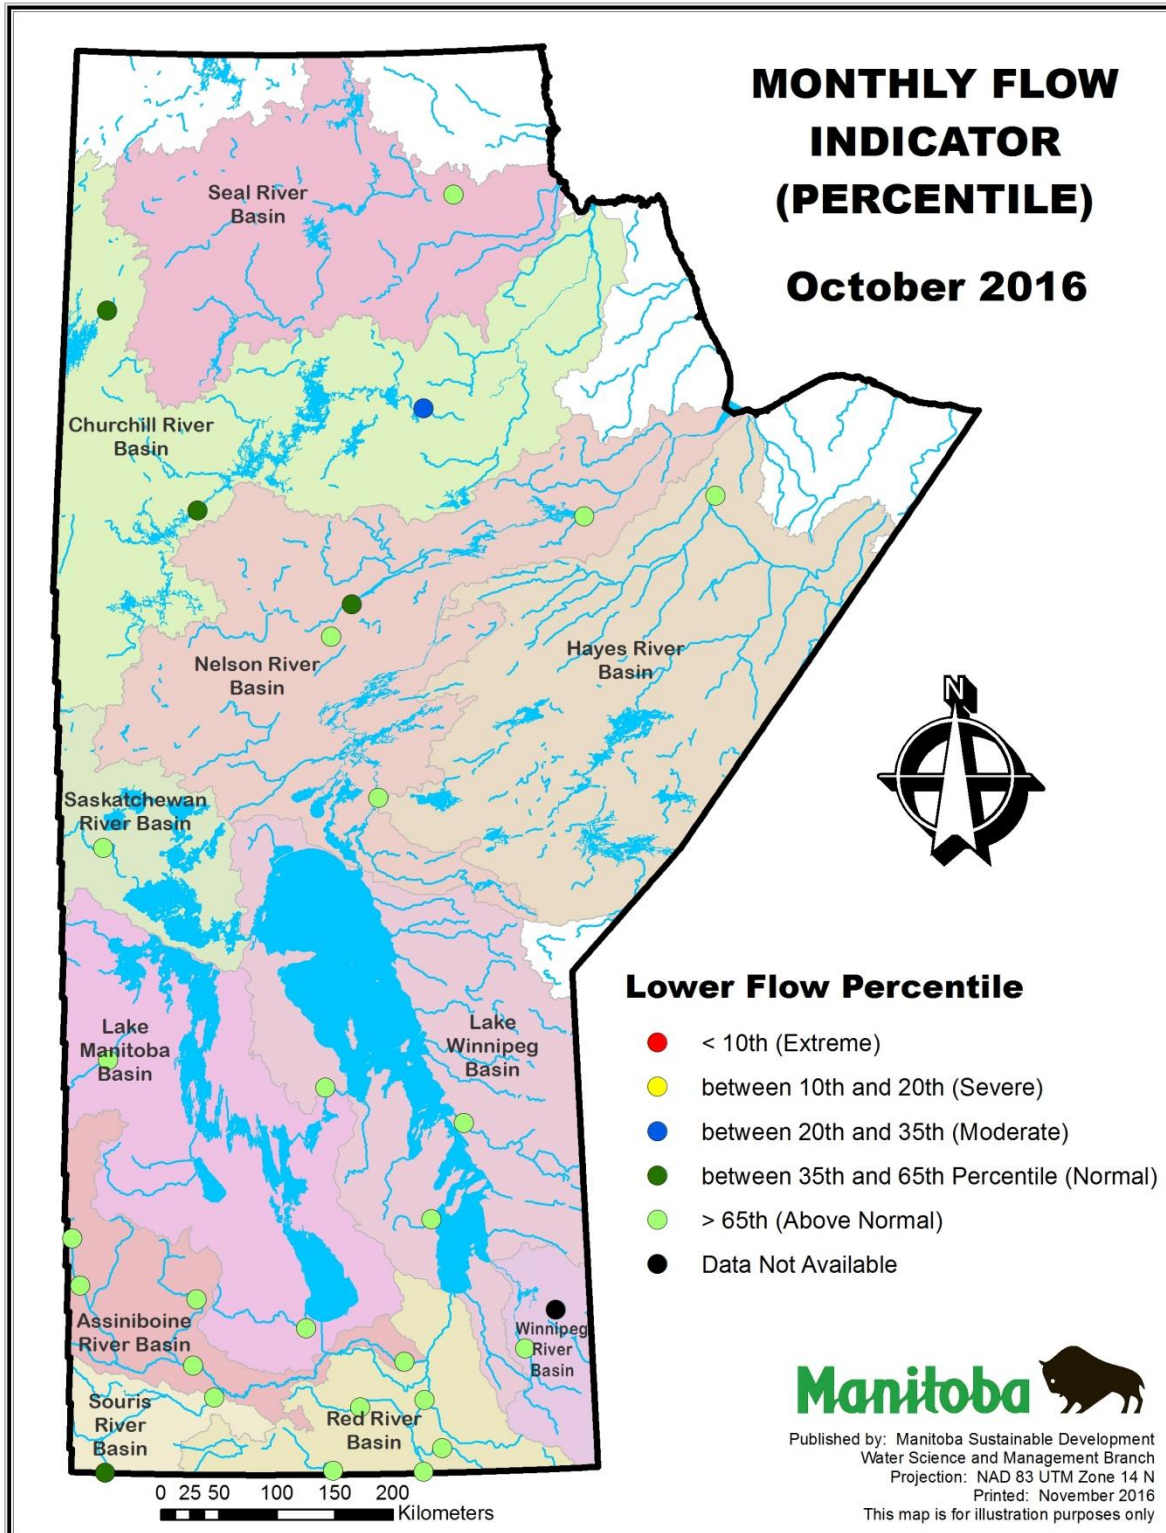 MONTHLY FLOW
INDICATOR
(PERCENTILE)
October 2016
Seal River
Basin
Churchill River
Basin
Nelson River
Basin
Hayes River
Basin
N
Saskatchewan
River Basin
Lake
Manitoba
Basin
Lake
Winnipeg
Basin
Assiniboine
River Basin
Winnipeg
River
Basin
Souris
River
Basin
Red River
Basin
Lower Flow Percentile
< 10th (Extreme)
between 10th and 20th (Severe)
between 20th and 35th (Moderate)
between 35th and 65th Percentile (Normal)
> 65th (Above Normal)
Data Not Available
Manitoba
Published by: Manitoba Sustainable Development
Water Science and Management Branch
Projection: NAD 83 UTM Zone 14 N
Printed: November 2016
This map is for illustration purposes only
0 25 50 100 150 200
Kilometers